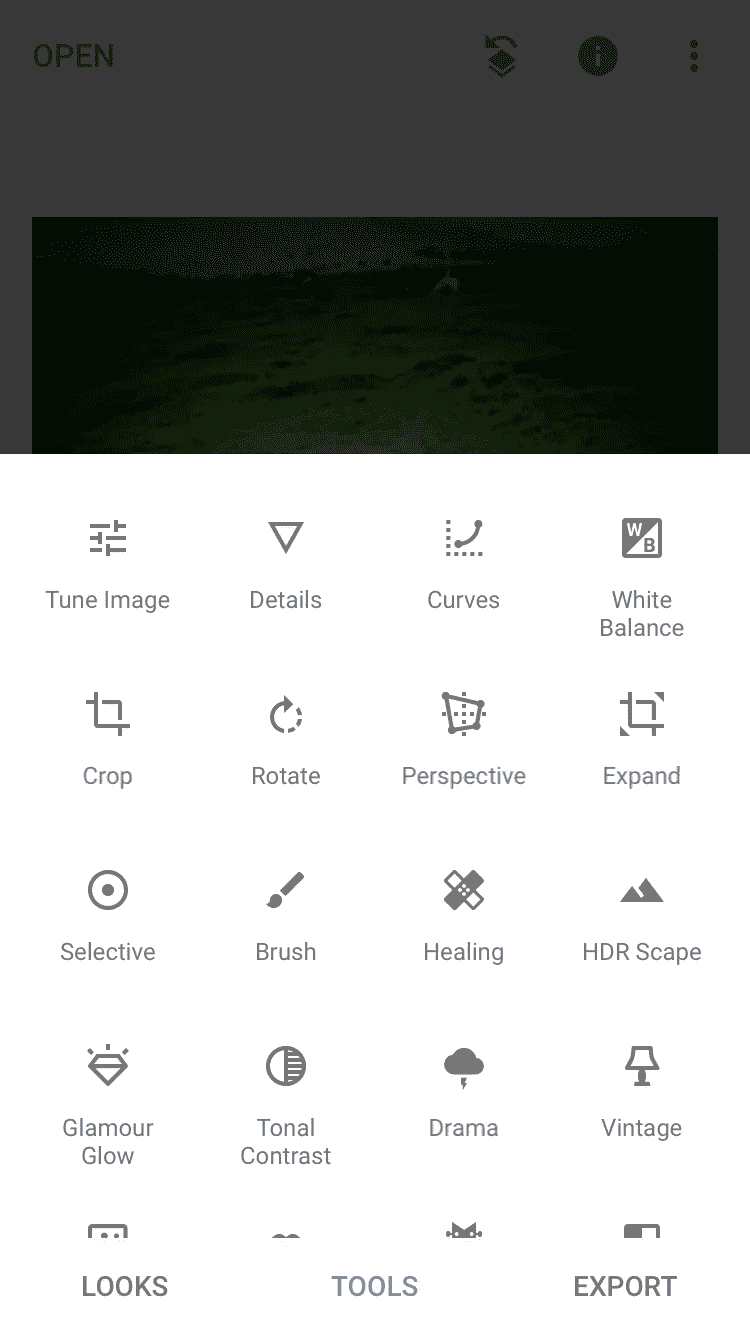 OPEN
Tune Image
Details
Curves
W
B
White
Balance
Crop
Rotate
Perspective
Expand
Selective
Brush
Healing
HDR Scape
Glamour
Glow
Tonal
Contrast
Drama
Vintage
LOOKS
TOOLS
EXPORT